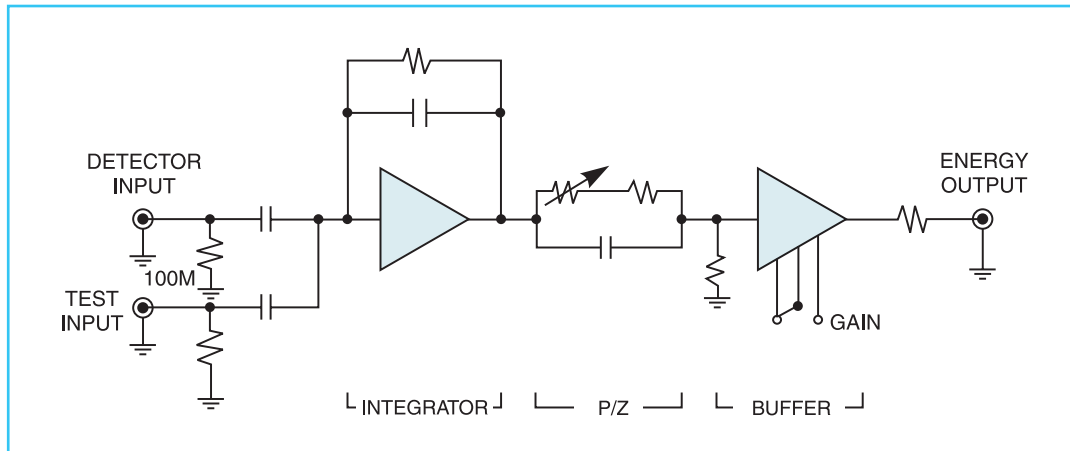 DETECTOR
INPUT
100M
TEST
INPUT
ENERGY
OUTPUT
GAIN
INTEGRATOR
P/Z
BUFFER